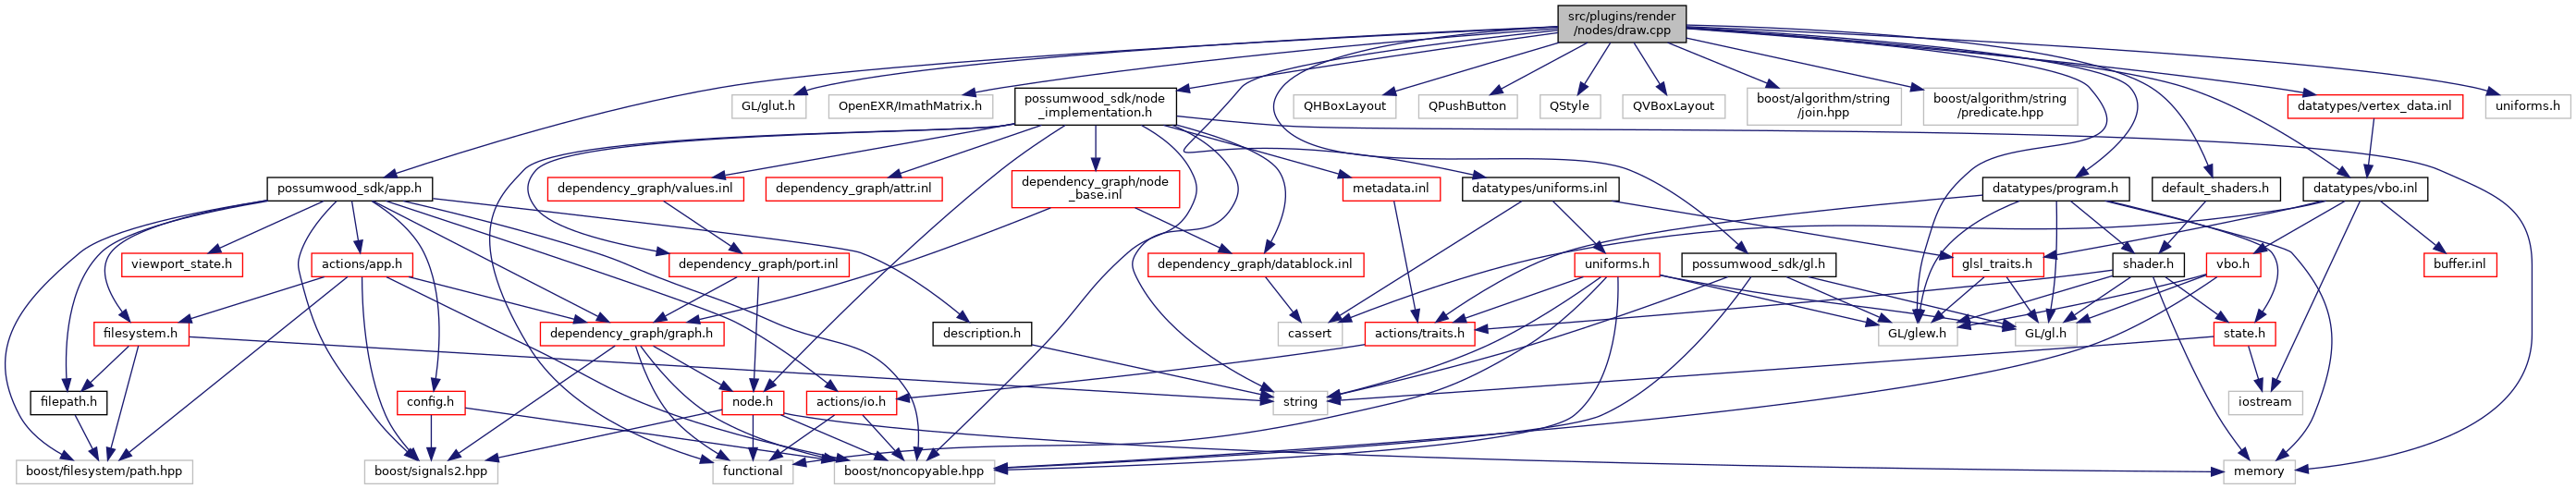 src/plugins/render
/nodes/draw.cpp
GL/glut.h
OpenEXR/ImathMatrix.h
possumwood_sdk/node
_implementation.h
QHBoxLayout
QPushButton
QStyle
QVBoxLayout
boost/algorithm/string
/join.hpp
boost/algorithm/string
/predicate.hpp
datatypes/vertex_data.inl
uniforms.h
possumwood_sdk/app.h
dependency_graph/values.inl
dependency_graph/attr.inl
dependency_graph/node
_base.inl
metadata.inl
datatypes/uniforms.inl
datatypes/program.h
default_shaders.h
datatypes/vbo.inl
viewport_state.h
actions/app.h
dependency_graph/port.inl
dependency_graph/datablock.inl
uniforms.h
possumwood_sdk/gl.h
glsl_traits.h
shader.h
vbo.h
buffer.inl
filesystem.h
dependency_graph/graph.h
description.h
cassert
actions/traits.h
GL/glew.h
GL/gl.h
state.h
filepath.h
config.h
node.h
actions/io.h
string
iostream
boost/filesystem/path.hpp
boost/signals2.hpp
functional
boost/noncopyable.hpp
memory